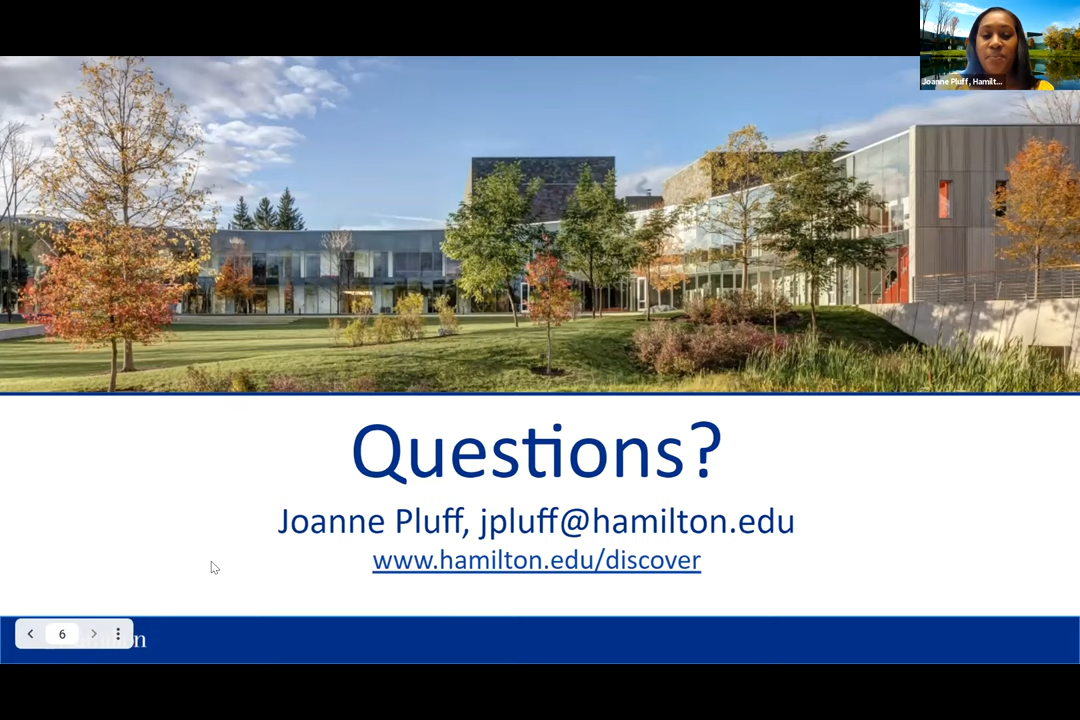 Joanne Pluff, Hamilt...
Questions?
Joanne Pluff, jpluff@hamilton.edu
www.hamilton.edu/discover
6